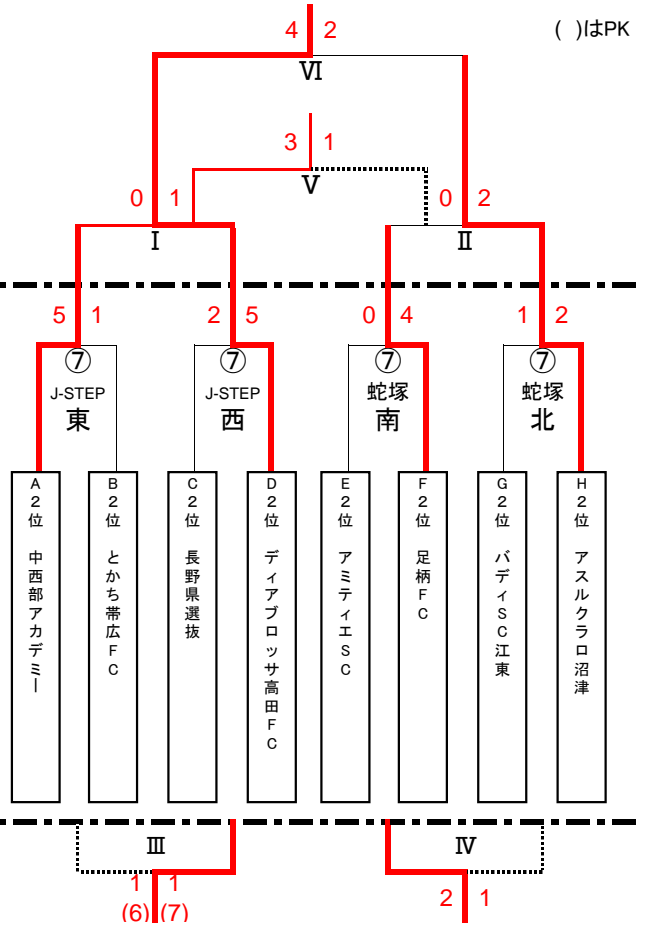 4 2
( )はPK
Ⅵ
3 1
Ⅴ
0 1
0 2
Ⅰ
Ⅱ
5 1
2 5
0 4
1 2
⑦
⑦
⑦
⑦
J-STEP
J-STEP
蛇塚
蛇塚
東
西
南
北
A2位 中西部アカデミー
B2位 とかち帯広FC
C2位 長野県選抜
D2位 ディアブロッサ高田FC
E2位 アミティエSC
F2位 足柄FC
G2位 バディSC江東
H2位 アスルクラロ沼津
Ⅲ
Ⅳ
1 1
(6) (7)
2 1